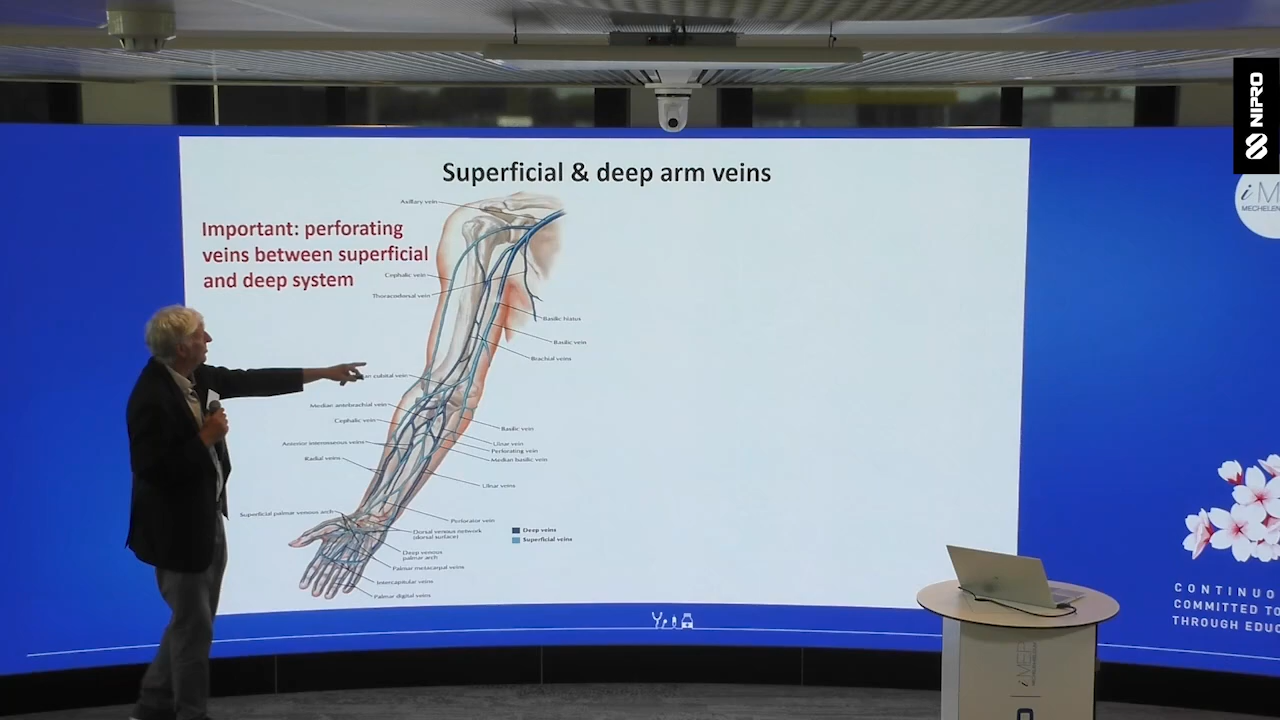 Superficial & deep arm veins
Important: perforating
veins between superficial
and deep system
Axillary vein
Cephalic vein
Thoracodorsal vein
Basilic hiatus
Basilic vein
Brachial veins
an cubital vein
Median antebrachial vein
Cephalic vein
Anterior interosseous veins
Radial veins
Basilic vein
Ulnar vein
Perforating vein
Median basilic vein
Ulnar veins
Superficial palmar venous arch
Perforator vein
Dorsal venous network
(dorsal surface)
Deep venous
palmar arch
Palmar metacarpal veins
Intercapitular veins
Palmar digital veins
Deep veins
Superficial veins
NIPRO
i M
MECHELEN
CONTINUO
COMMITTED TO
THROUGH EDUC